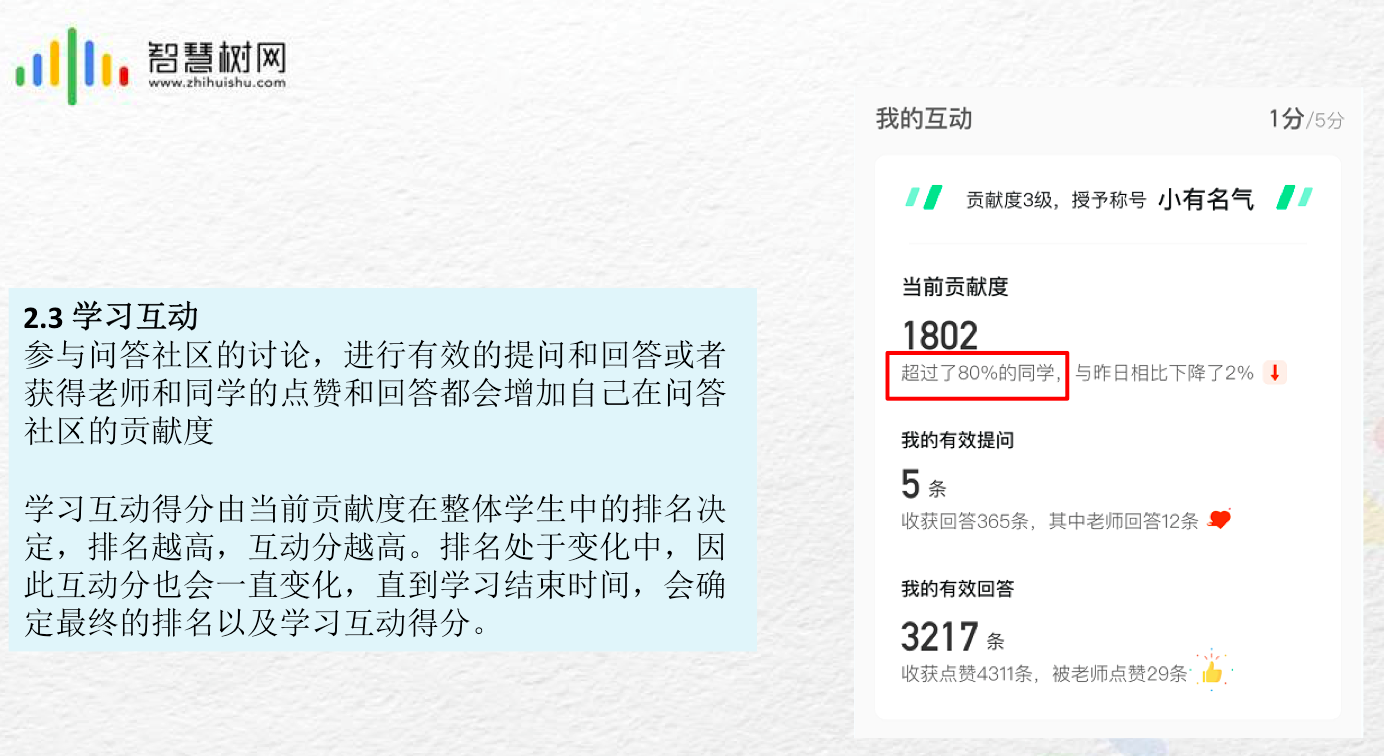 智慧树网
www.zhihuishu.com
2.3 学习互动
参与问答社区的讨论，进行有效的提问和回答或者
获得老师和同学的点赞和回答都会增加自己在问答
社区的贡献度
学习互动得分由当前贡献度在整体学生中的排名决
定，排名越高，互动分越高。排名处于变化中，因
此互动分也会一直变化，直到学习结束时间，会确
定最终的排名以及学习互动得分。
我的互动 1分/5分
贡献度3级，授予称号 小有名气
当前贡献度
1802
超过了80%的同学，与昨日相比下降了2%
我的有效提问
5 条
收获回答365条，其中老师回答12条
我的有效回答
3217 条
收获点赞4311条，被老师点赞29条